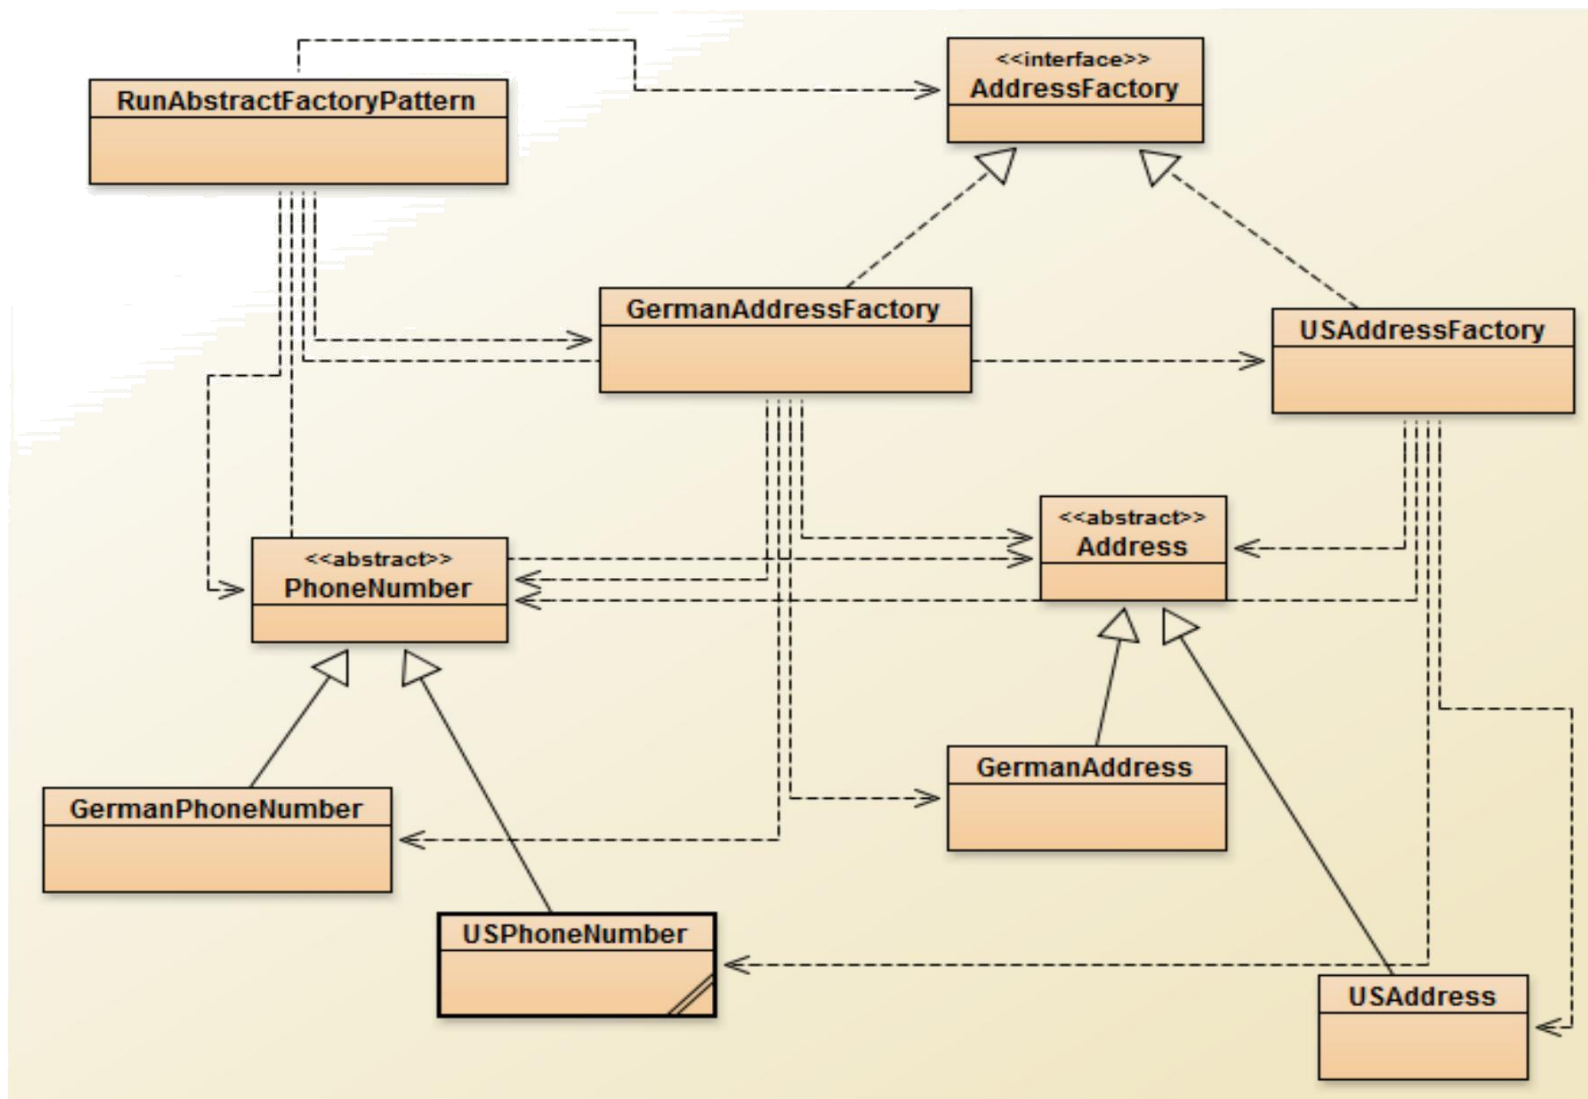 <<interface>>
AddressFactory
RunAbstractFactoryPattern
GermanAddressFactory
USAddressFactory
<<abstract>>
Address
<<abstract>>
PhoneNumber
GermanAddress
GermanPhoneNumber
USPhoneNumber
USAddress